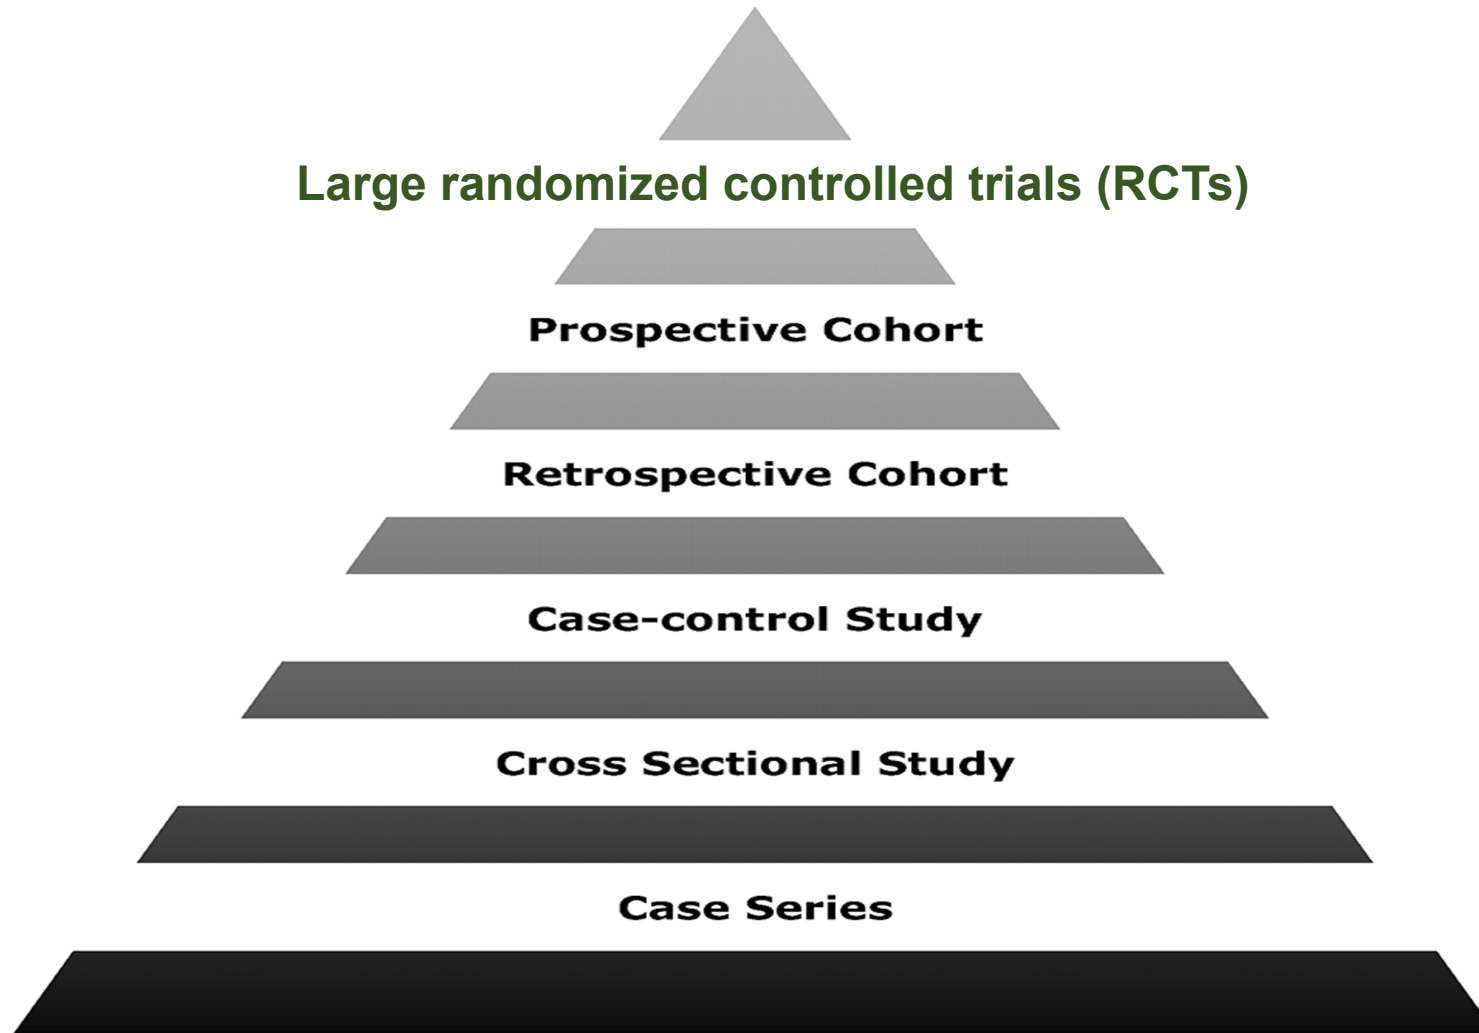 Large randomized controlled trials (RCTs)
Prospective Cohort
Retrospective Cohort
Case-control Study
Cross Sectional Study
Case Series